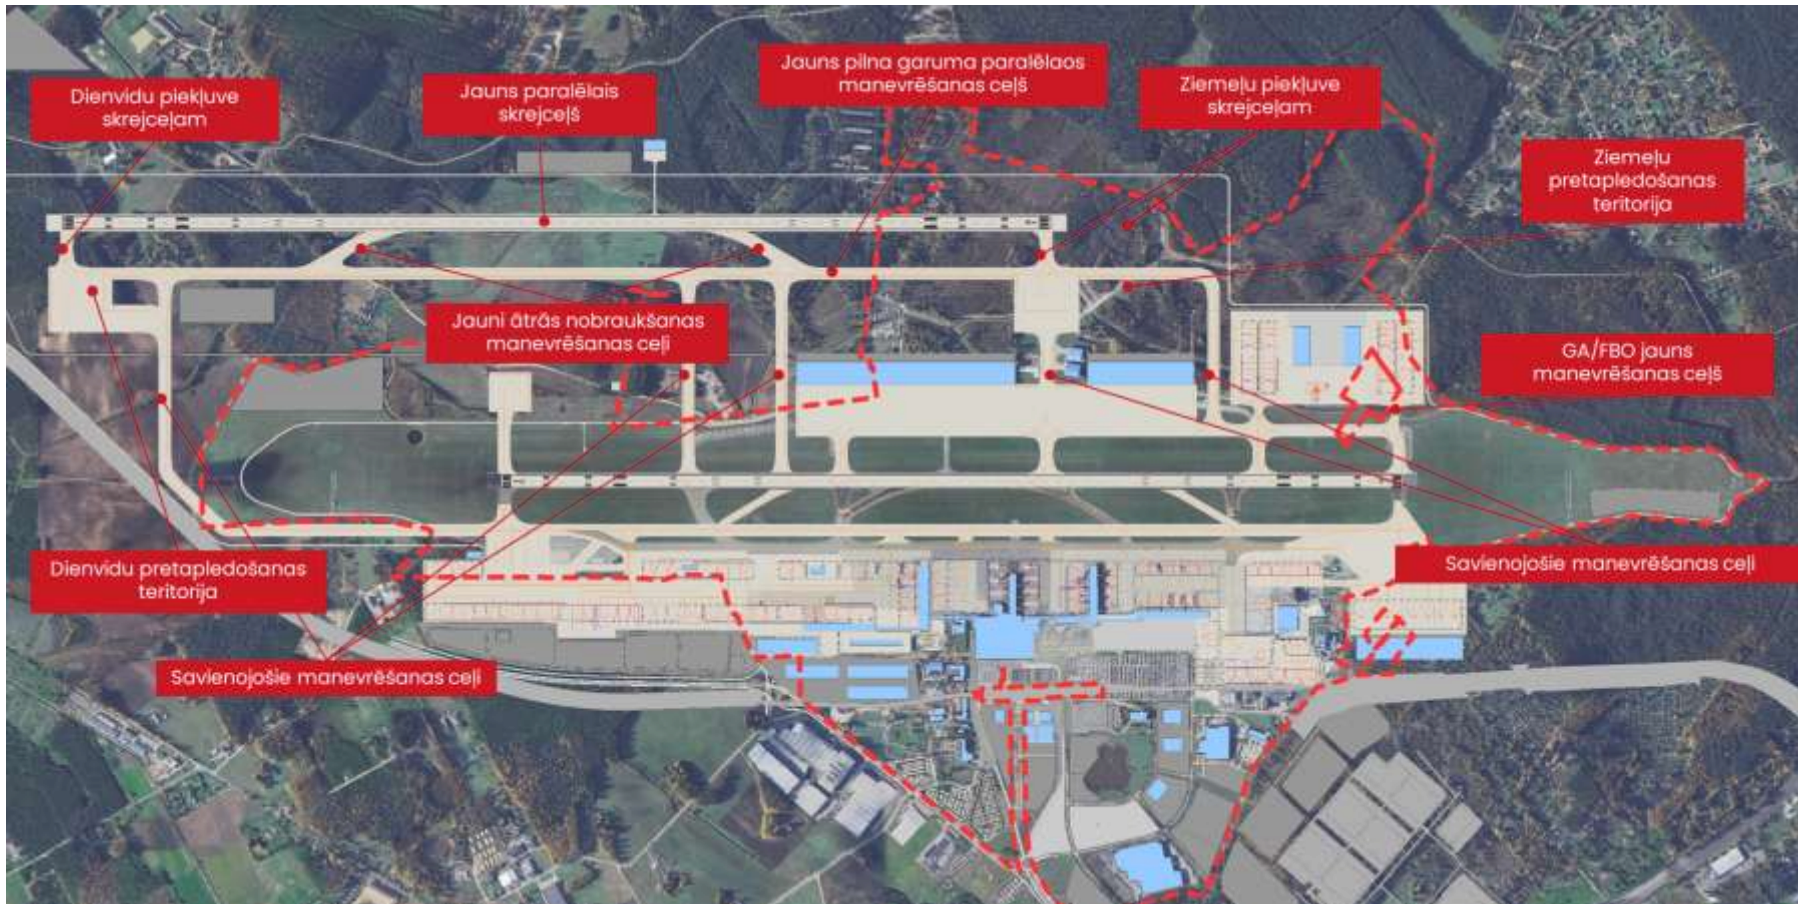 Dienvidu piekļuve
skrejceļam
Jauns paralēlais
skrejceļš
Jauns pilna garuma paralēlaos
manevrēšanas ceļš
Ziemeļu piekļuve
skrejceļam
Ziemeļu
pretapledošanas
teritorija
Jauni ātrās nobraukšanas
manevrēšanas ceļi
GA/FBO jauns
manevrēšanas ceļš
Dienvidu pretapledošanas
teritorija
Savienojošie manevrēšanas ceļi
Savienojošie manevrēšanas ceļi